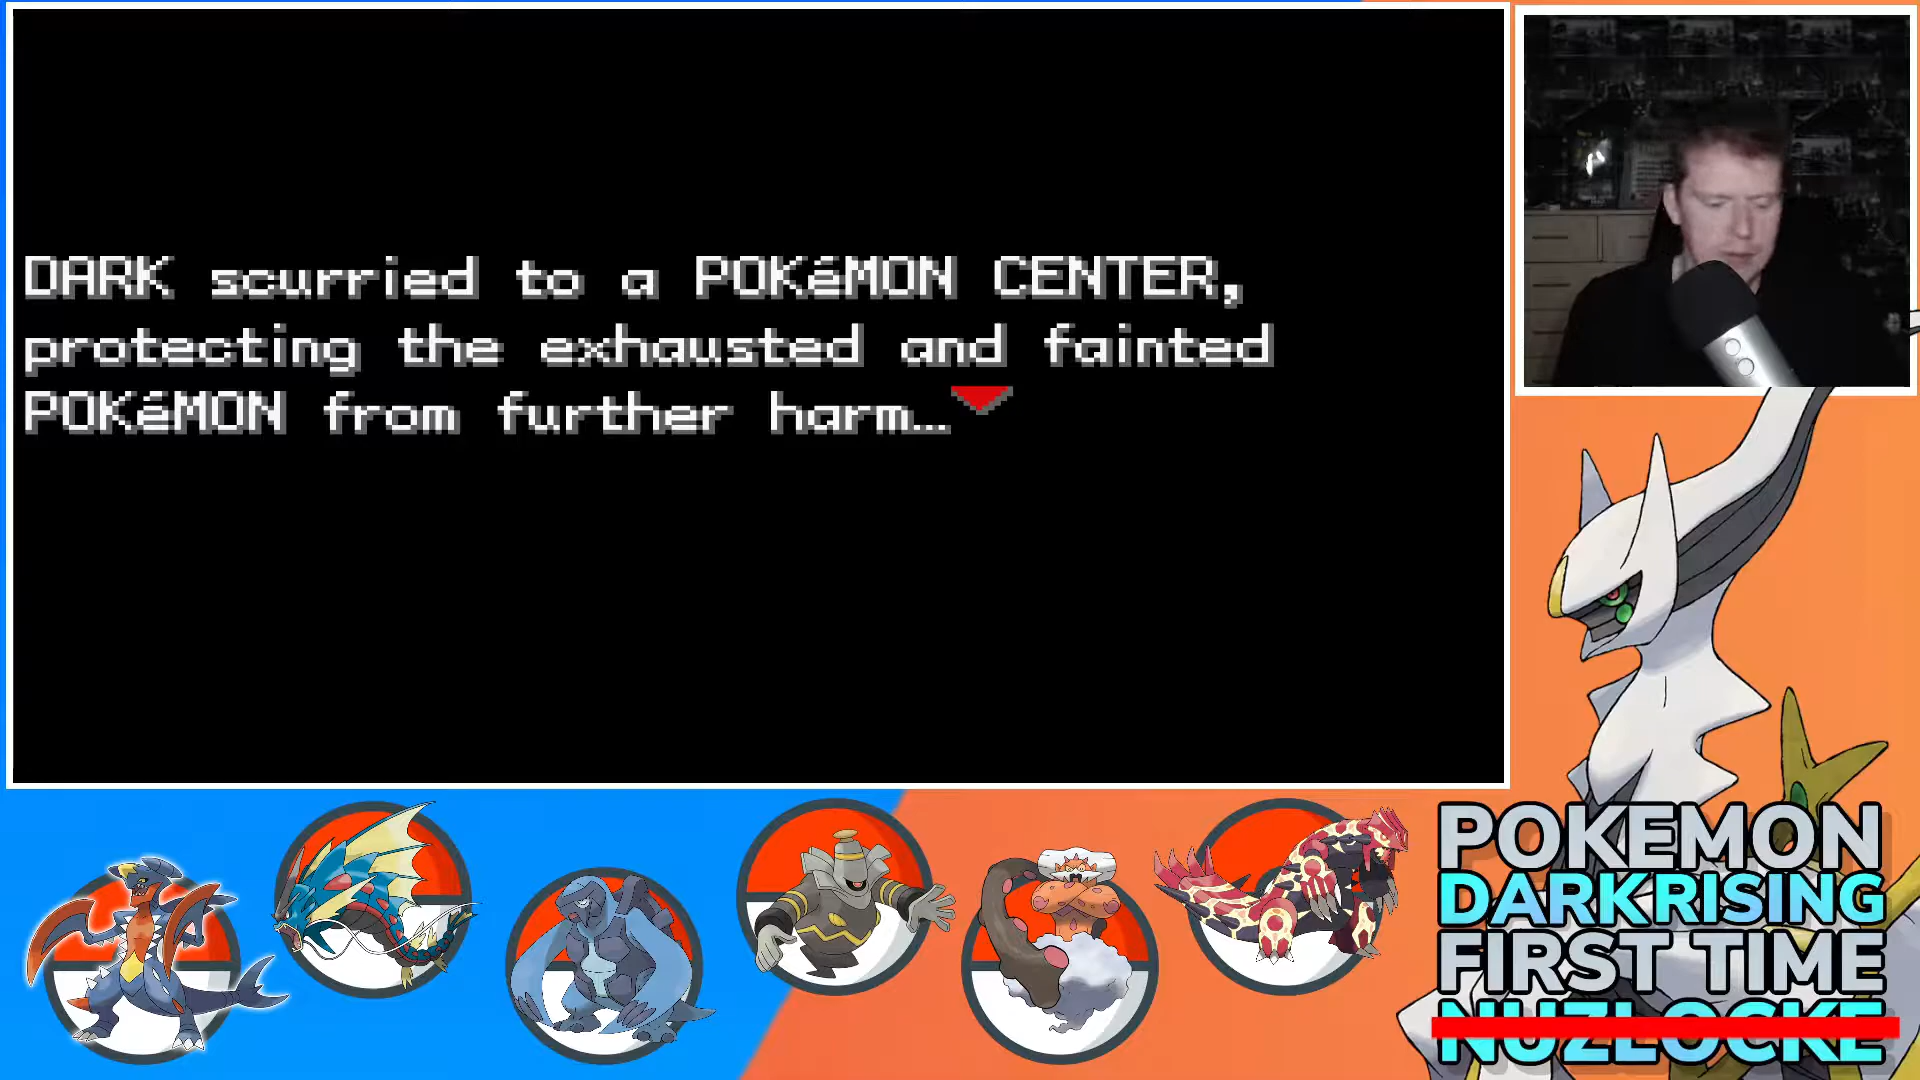 DARK scurried to a POKéMON CENTER,
protecting the exhausted and fainted
POKéMON from further harm…
POKEMON
DARKRISING
FIRST TIME
NUZLOCKE